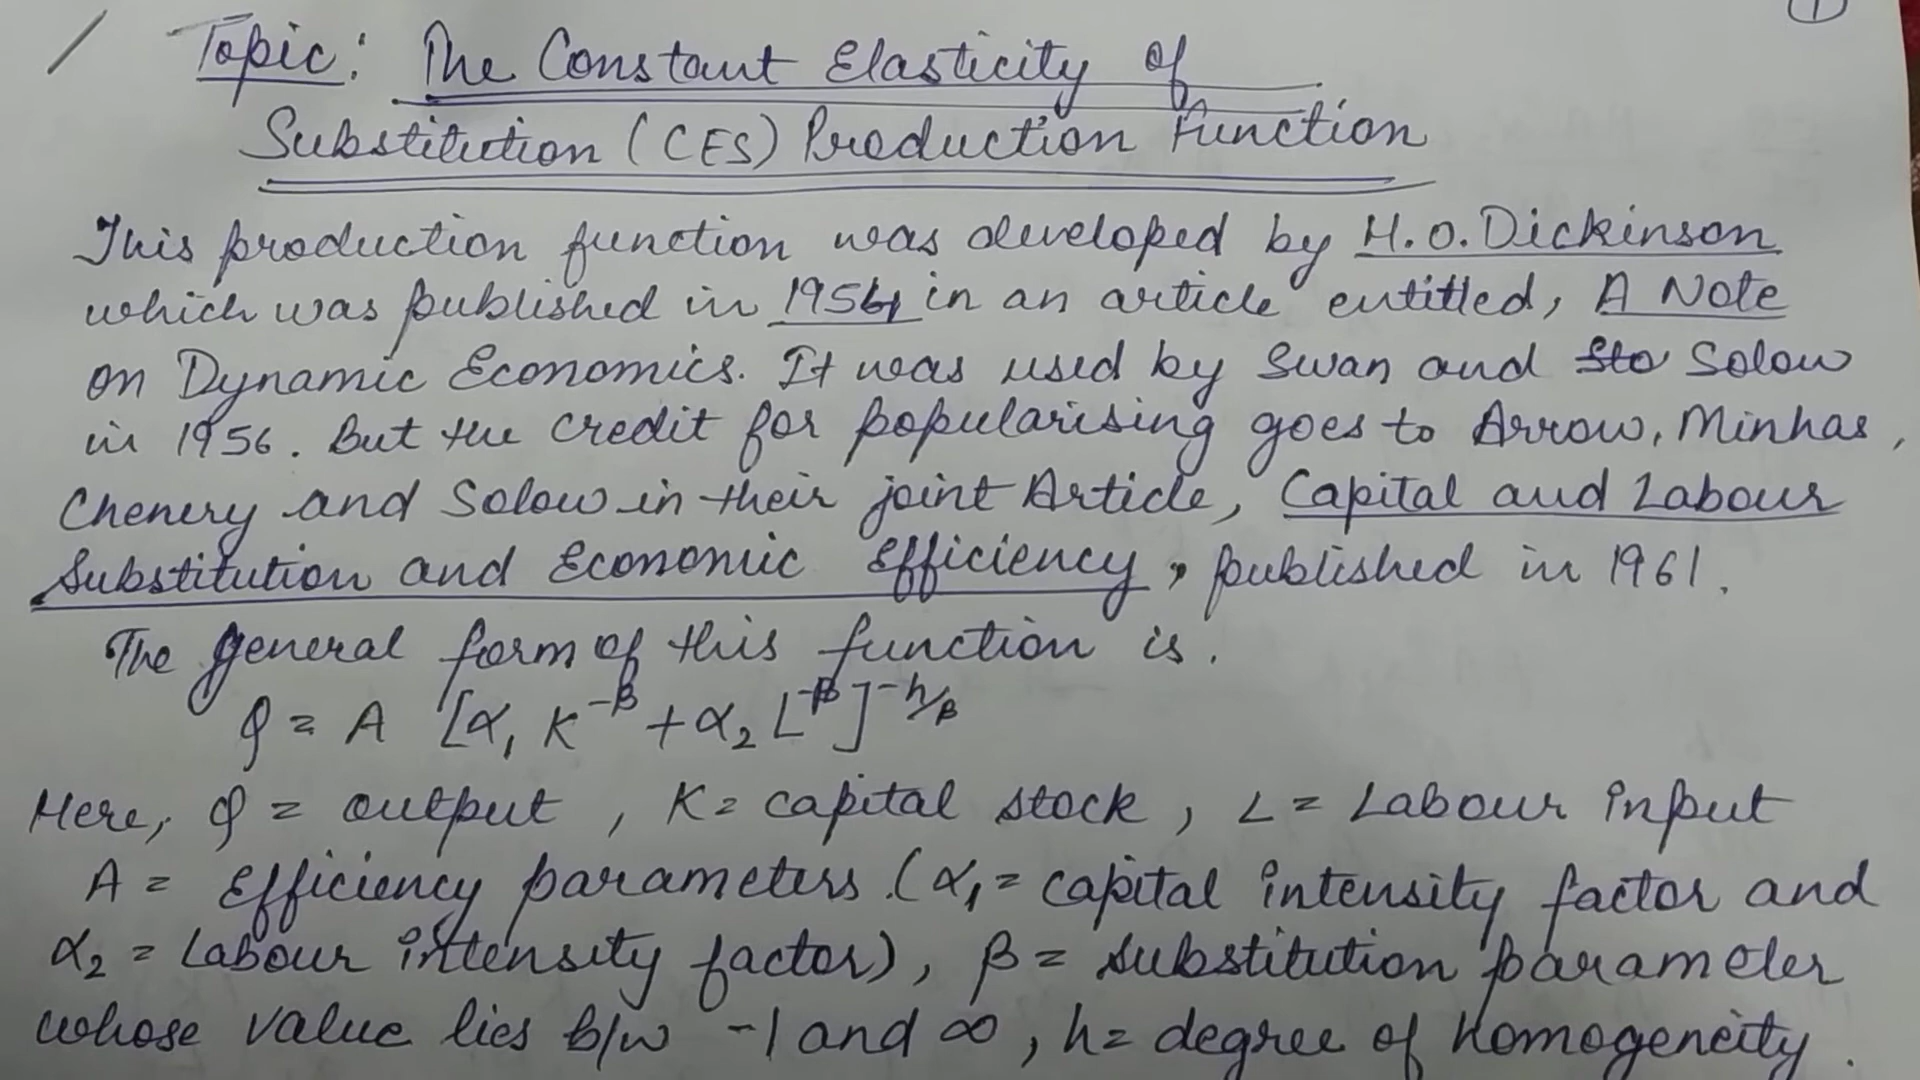 ①
Topic: The Constant Elasticity of
Substitution (CES) Production Function
This production function was developed by H.O. Dickinson
which was published in 1954, in an article entitled, A Note
on Dynamic Economics. It was used by Swan and Solow
in 1956. But the credit for popularising goes to Arrow, Minhas,
Chenery and Solow in their joint Article, Capital and Labour
Substitution and Economic Efficiency, published in 1961.
The general form of this function is.
Q = A [α₁ K^-β + α₂ L^-β]^-h/β
Here, Q = output, K = capital stock, L = Labour input
A = Efficiency parameters. (α₁ = capital intensity factor and
α₂ = Labour intensity factor), β = substitution parameter
whose value lies b/w -1 and ∞, h = degree of homogeneity.